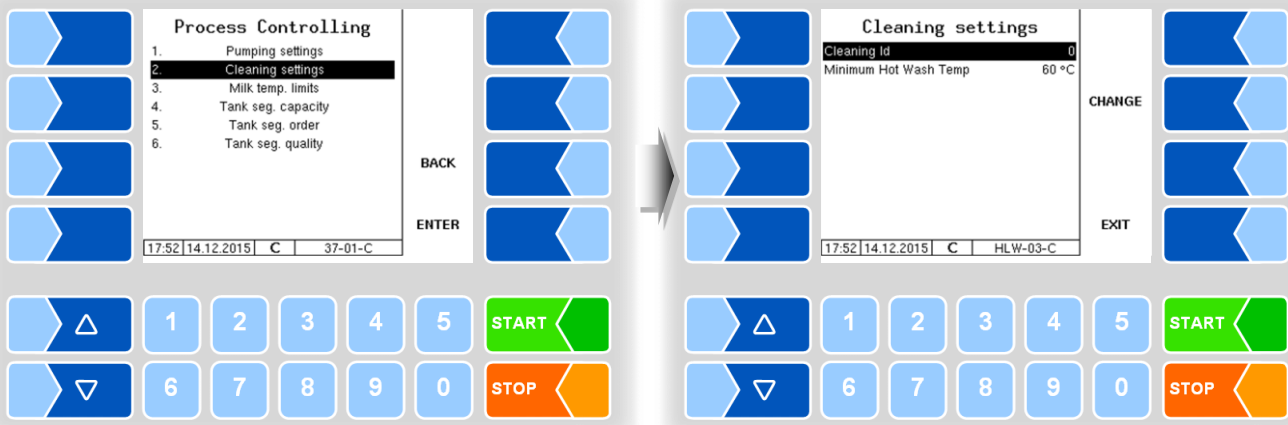 Process Controlling
1. Pumping settings
2. Cleaning settings
3. Milk temp. limits
4. Tank seg. capacity
5. Tank seg. order
6. Tank seg. quality
BACK
ENTER
17:52 14.12.2015 C 37-01-C
1 2 3 4 5 START
6 7 8 9 0 STOP
Cleaning settings
Cleaning Id 0
Minimum Hot Wash Temp 60 °C
CHANGE
EXIT
17:52 14.12.2015 C HLW-03-C
1 2 3 4 5 START
6 7 8 9 0 STOP